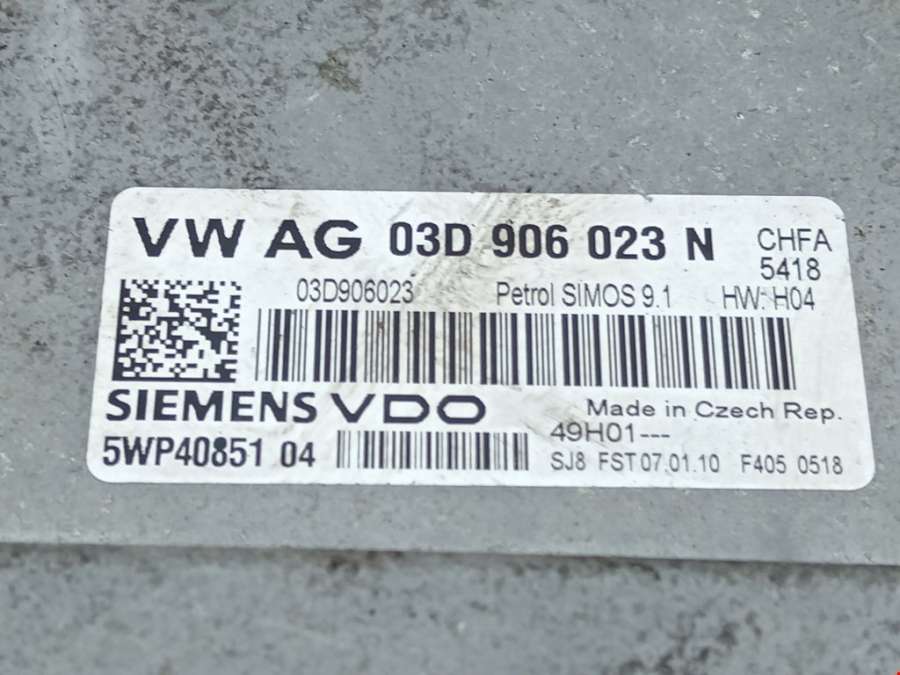 VW AG 03D 906 023 N CHFA
5418
03D906023 Petrol SIMOS 9.1 HW: H04
SIEMENS VDO Made in Czech Rep.
49H01---
5WP40851 04 SJ8 FST 07.01.10 F405 0518